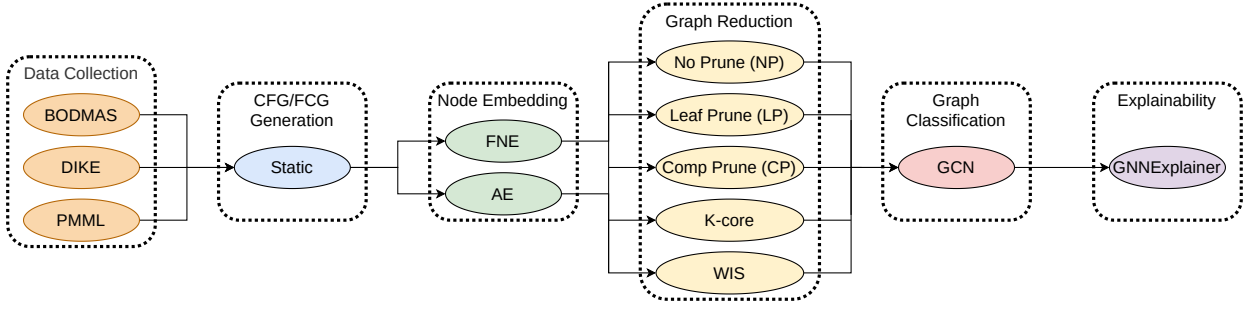 Data Collection
BODMAS
DIKE
PMML
CFG/FCG
Generation
Static
Node Embedding
FNE
AE
Graph Reduction
No Prune (NP)
Leaf Prune (LP)
Comp Prune (CP)
K-core
WIS
Graph
Classification
GCN
Explainability
GNNExplainer